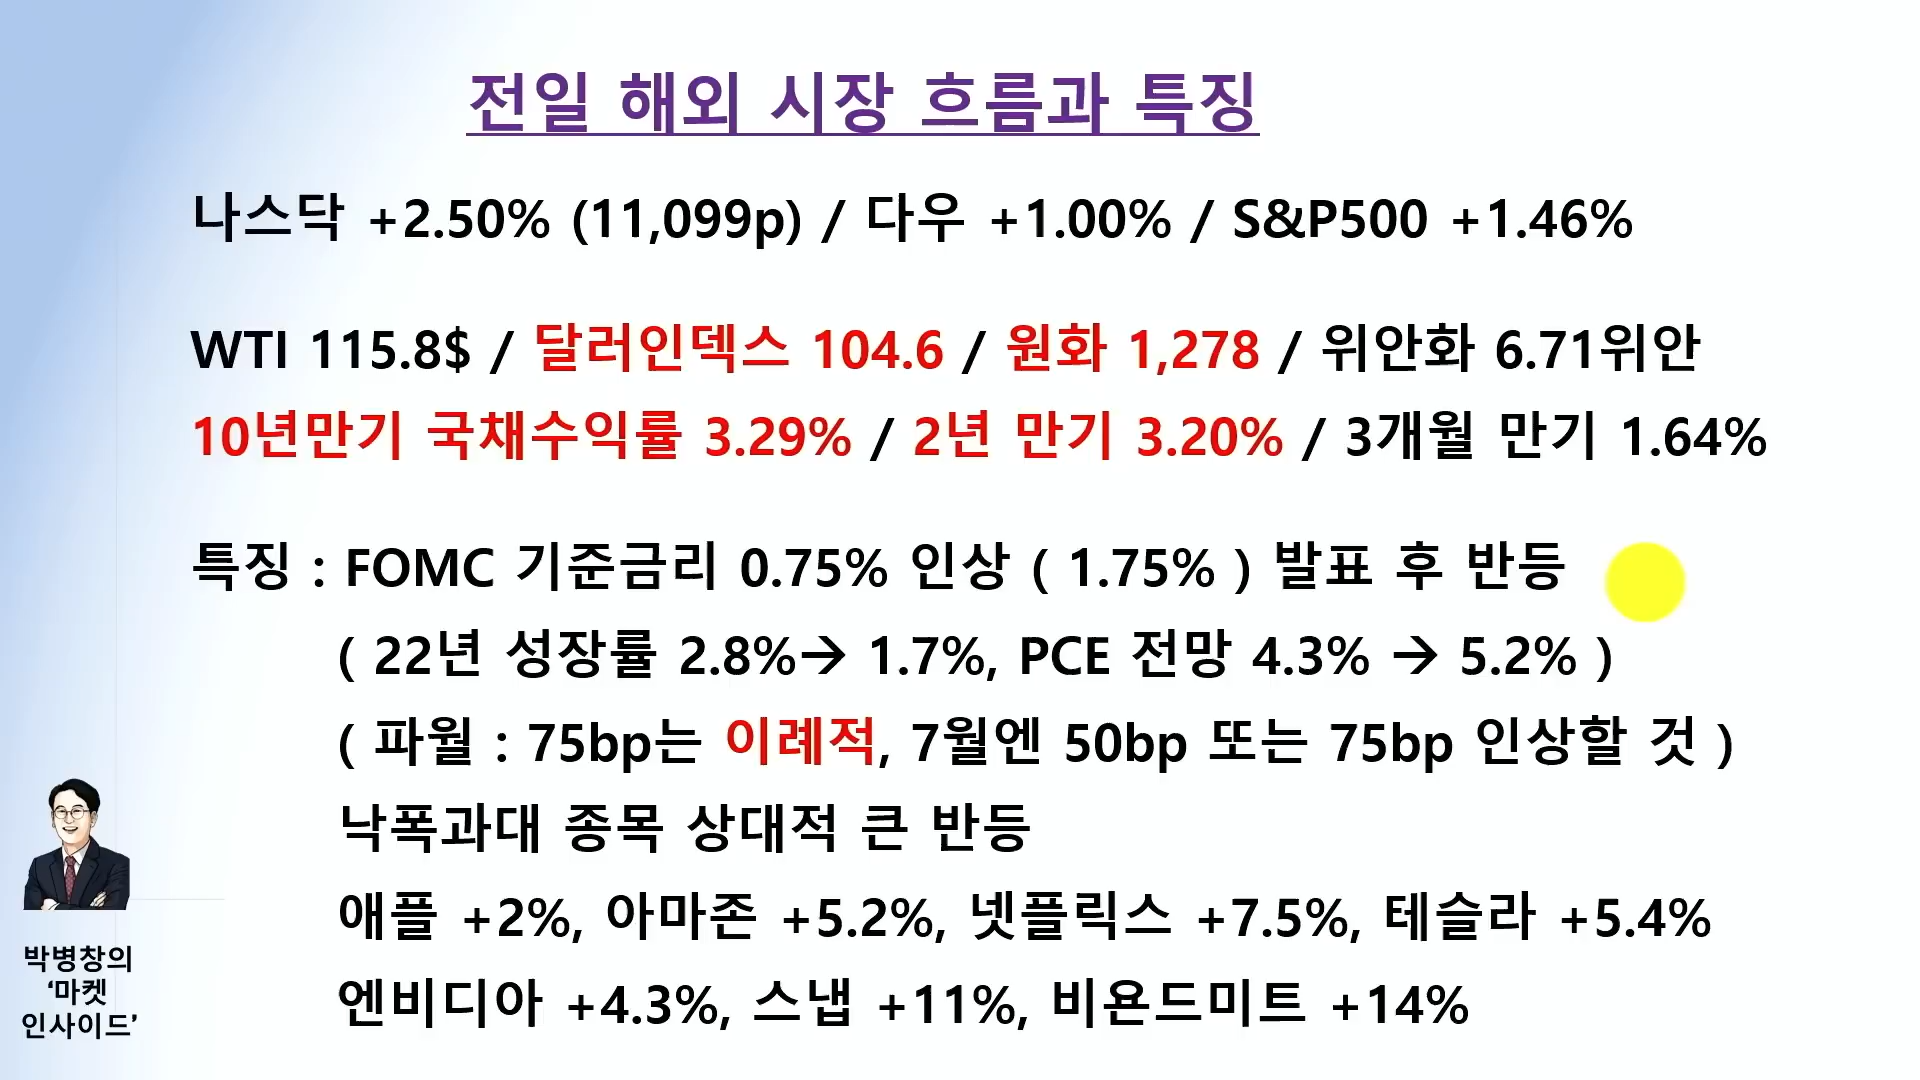 전일 해외 시장 흐름과 특징
나스닥 +2.50% (11,099p) / 다우 +1.00% / S&P500 +1.46%
WTI 115.8$ / 달러인덱스 104.6 / 원화 1,278 / 위안화 6.71위안
10년만기 국채수익률 3.29% / 2년 만기 3.20% / 3개월 만기 1.64%
특징 : FOMC 기준금리 0.75% 인상 ( 1.75% ) 발표 후 반등
( 22년 성장률 2.8%→ 1.7%, PCE 전망 4.3% → 5.2% )
( 파월 : 75bp는 이례적, 7월엔 50bp 또는 75bp 인상할 것 )
낙폭과대 종목 상대적 큰 반등
애플 +2%, 아마존 +5.2%, 넷플릭스 +7.5%, 테슬라 +5.4%
엔비디아 +4.3%, 스냅 +11%, 비욘드미트 +14%
박병창의
‘마켓
인사이드’